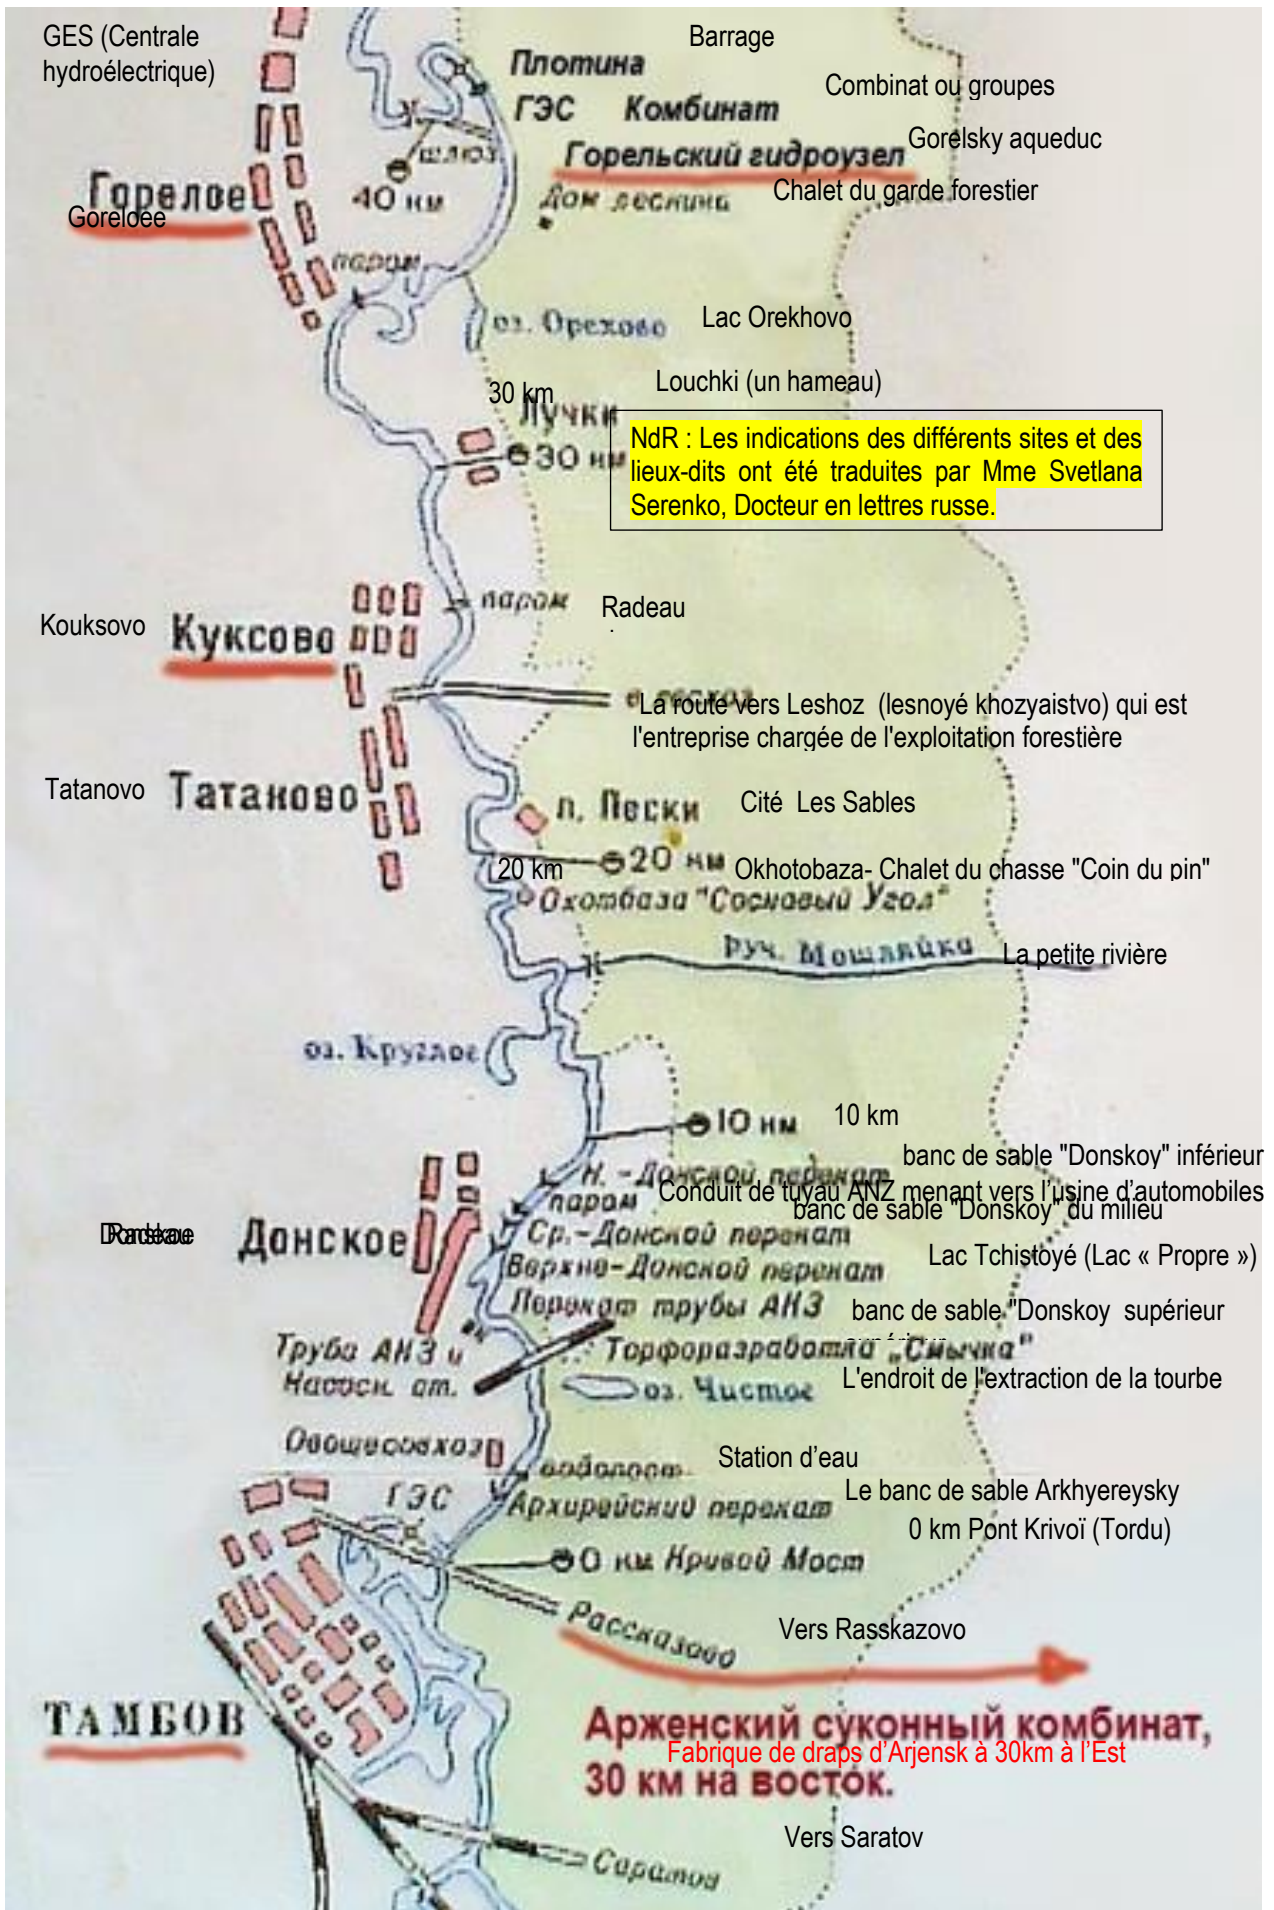 GES (Centrale
hydroélectrique)
Barrage
Плотина
Combinat ou groupes
ГЭС Комбинат
Gorelsky aqueduc
шлюз
Горельский гидроузел
Горелое
40 км
Chalet du garde forestier
Дом лесника
Goreloée
паром
оз. Орехово
Lac Orekhovo
Louchki (un hameau)
30 km
Лучки
30 км
NdR : Les indications des différents sites et des
lieux-dits ont été traduites par Mme Svetlana
Serenko, Docteur en lettres russe.
паром
Radeau
Kouksovo
Куксово
в лесхоз
La route vers Leshoz (lesnoyé khozyaistvo) qui est
l'entreprise chargée de l'exploitation forestière
Tatanovo
Татаново
п. Пески
Cité Les Sables
20 km
20 км
Okhotobaza- Chalet du chasse "Coin du pin"
Охотбаза "Сосновый Угол"
руч. Мошляйка
La petite rivière
оз. Круглое
10 км
10 km
banc de sable "Donskoy" inférieur
Н. -Донской перекат
Conduit de tuyau ANZ menant vers l'usine d'automobiles
паром
banc de sable "Donskoy" du milieu
Донское
Ср.-Донской перекат
Lac Tchistoyé (Lac « Propre »)
Верхне-Донской перекат
Перекат трубы АНЗ
banc de sable "Donskoy supérieur
Труба АНЗ и
Торфоразработка „Смычка"
Насосн. ст.
оз. Чистое
L'endroit de l'extraction de la tourbe
Овощесовхоз
водопост.
Station d'eau
ГЭС
Архирейский перекат
Le banc de sable Arkhyereysky
0 km Pont Krivoï (Tordu)
0 км Кривой Мост
Рассказово
Vers Rasskazovo
ТАМБОВ
Арженский суконный комбинат,
Fabrique de draps d'Arjensk à 30km à l'Est
30 км на восток.
Vers Saratov
Саратов